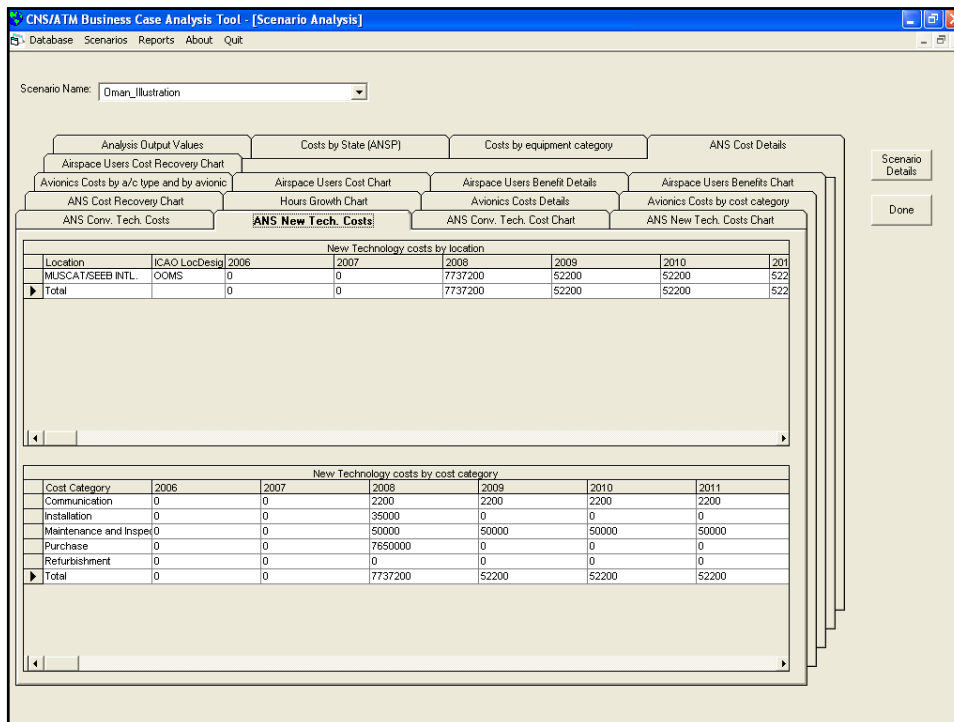 CNS/ATM Business Case Analysis Tool - [Scenario Analysis]
Database Scenarios Reports About Quit
Scenario Name: Oman_Illustration
Analysis Output Values Costs by State (ANSP) Costs by equipment category ANS Cost Details
Airspace Users Cost Recovery Chart
Avionics Costs by a/c type and by avionic Airspace Users Cost Chart Airspace Users Benefit Details Airspace Users Benefits Chart
ANS Cost Recovery Chart Hours Growth Chart Avionics Costs Details Avionics Costs by cost category
ANS Conv. Tech. Costs ANS New Tech. Costs ANS Conv. Tech. Cost Chart ANS New Tech. Costs Chart
Scenario
Details
Done
New Technology costs by location
Location ICAO LocDesig 2006 2007 2008 2009 2010 201
MUSCAT/SEEB INTL. OOMS 0 0 7737200 52200 52200 522
Total 0 0 7737200 52200 52200 522
New Technology costs by cost category
Cost Category 2006 2007 2008 2009 2010 2011
Communication 0 0 2200 2200 2200 2200
Installation 0 0 35000 0 0 0
Maintenance and Inspec 0 0 50000 50000 50000 50000
Purchase 0 0 7650000 0 0 0
Refurbishment 0 0 0 0 0 0
Total 0 0 7737200 52200 52200 52200